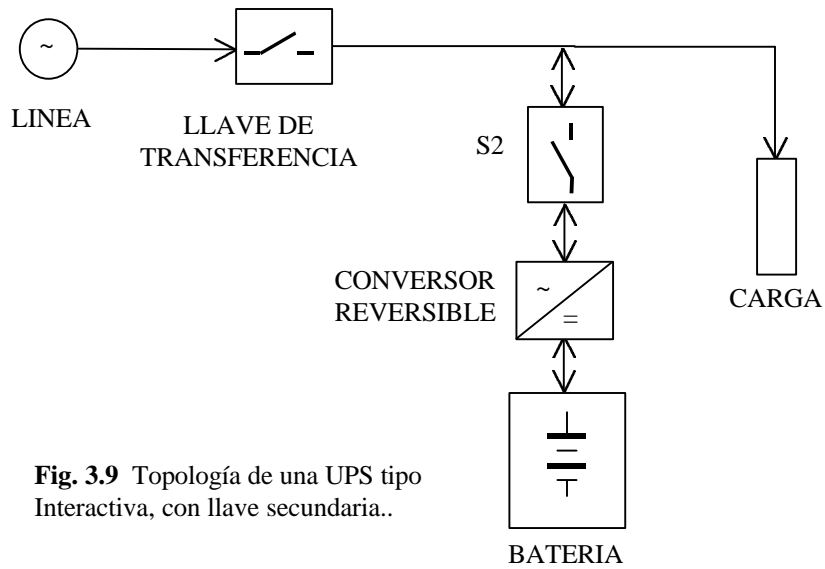 ~
LINEA
LLAVE DE
TRANSFERENCIA
S2
CONVERSOR
REVERSIBLE
~
=
CARGA
BATERIA
Fig. 3.9 Topología de una UPS tipo
Interactiva, con llave secundaria..